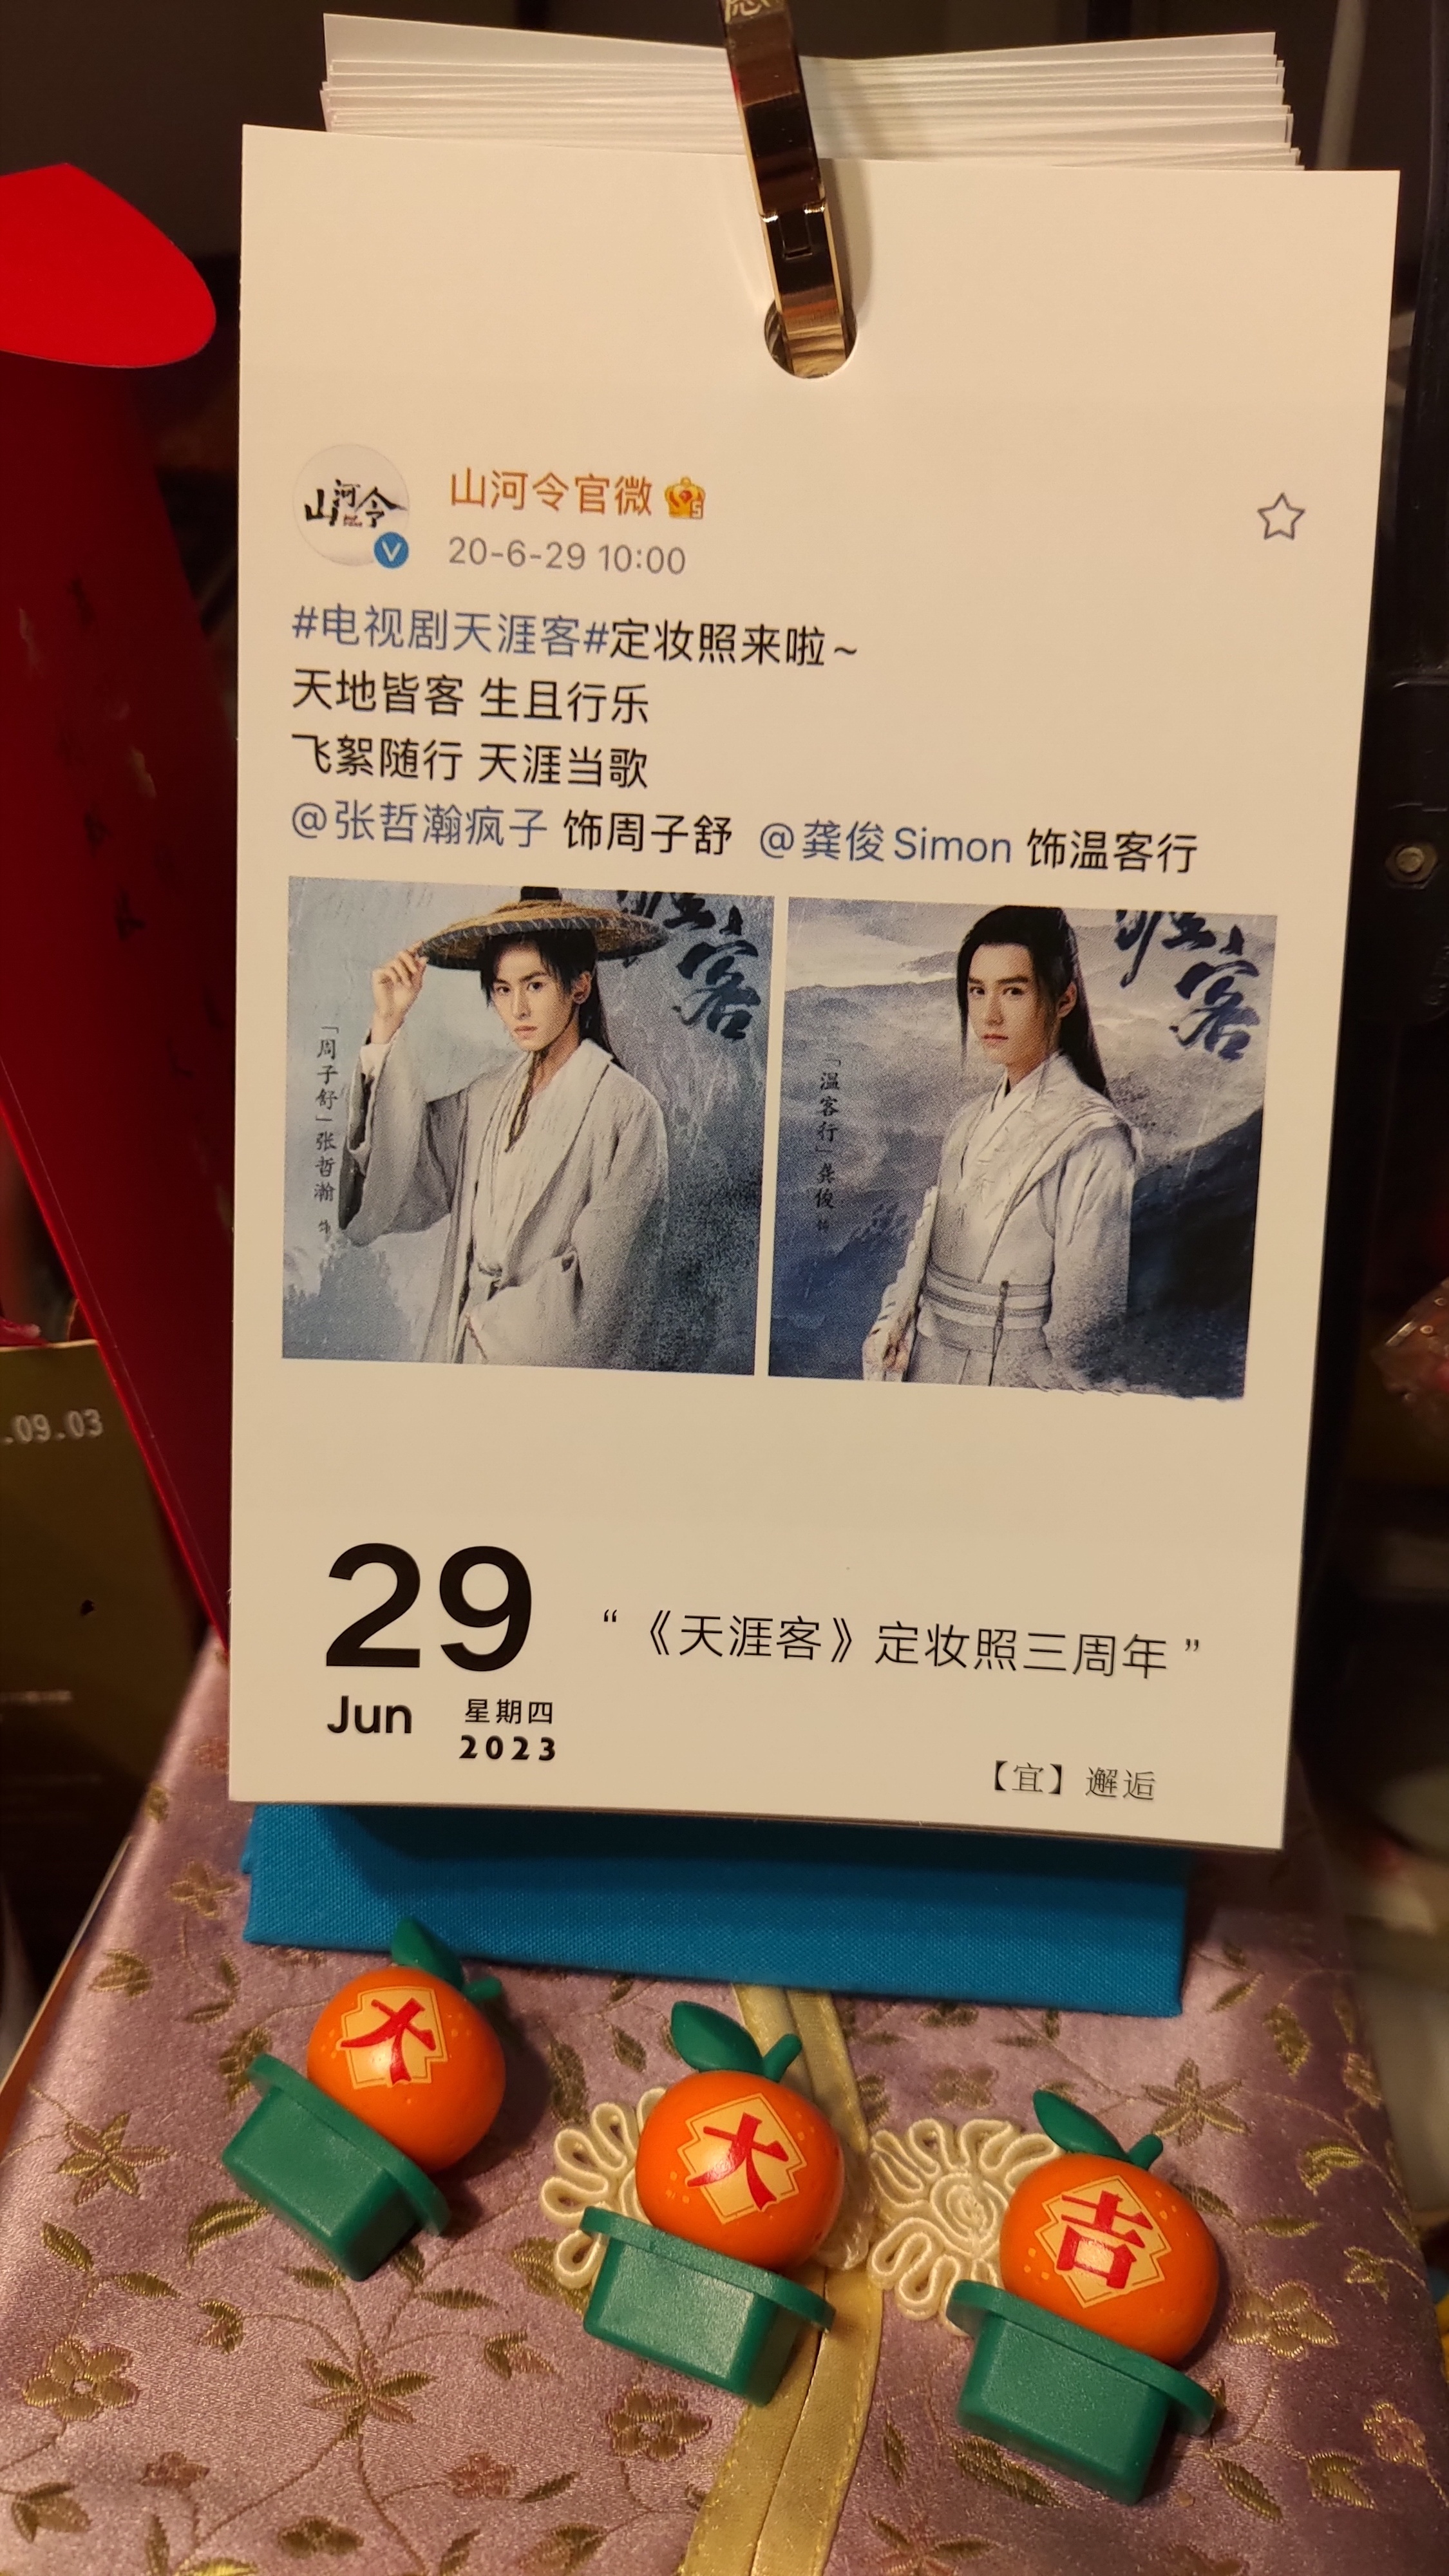 山河令
山河令官微
20-6-29 10:00
#电视剧天涯客#定妆照来啦~
天地皆客 生且行乐
飞絮随行 天涯当歌
@张哲瀚疯子 饰周子舒 @龚俊Simon 饰温客行
客
「周子舒」张哲瀚 饰
客
「温客行」龚俊 饰
.09.03
29
Jun
星期四
2023
“《天涯客》定妆照三周年”
【宜】邂逅
大
大
吉